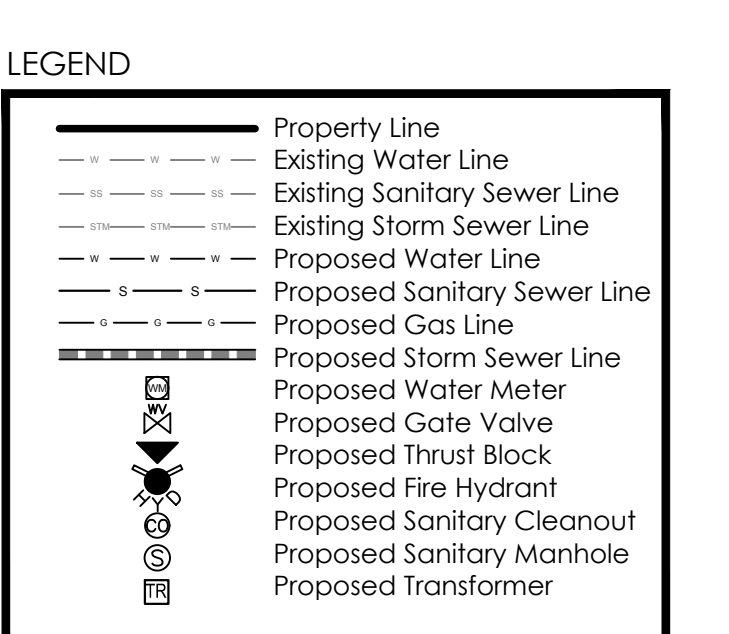 LEGEND
Property Line
W W W Existing Water Line
SS SS SS Existing Sanitary Sewer Line
STM STM STM Existing Storm Sewer Line
W W W Proposed Water Line
S S Proposed Sanitary Sewer Line
G G G Proposed Gas Line
Proposed Storm Sewer Line
WM Proposed Water Meter
WV Proposed Gate Valve
Proposed Thrust Block
HYD Proposed Fire Hydrant
CO Proposed Sanitary Cleanout
S Proposed Sanitary Manhole
TR Proposed Transformer